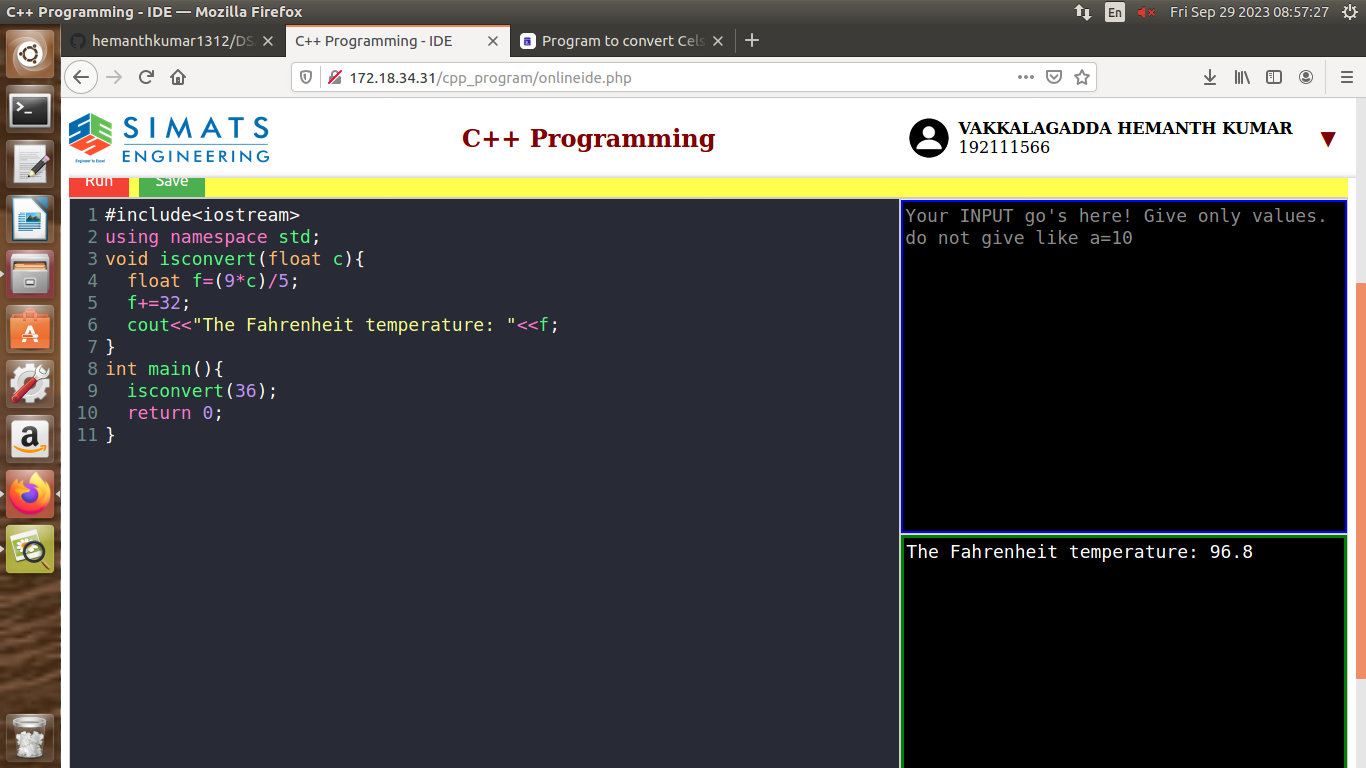 C++ Programming - IDE — Mozilla Firefox
En
Fri Sep 29 2023 08:57:27
hemanthkumar1312/DS
C++ Programming - IDE
Program to convert Cels
172.18.34.31/cpp_program/onlineide.php
SIMATS
ENGINEERING
Engineer to Excel
C++ Programming
VAKKALAGADDA HEMANTH KUMAR
192111566
Run
Save
1 #include<iostream>
2 using namespace std;
3 void isconvert(float c){
4   float f=(9*c)/5;
5   f+=32;
6   cout<<"The Fahrenheit temperature: "<<f;
7 }
8 int main(){
9   isconvert(36);
10   return 0;
11 }
Your INPUT go's here! Give only values.
do not give like a=10
The Fahrenheit temperature: 96.8